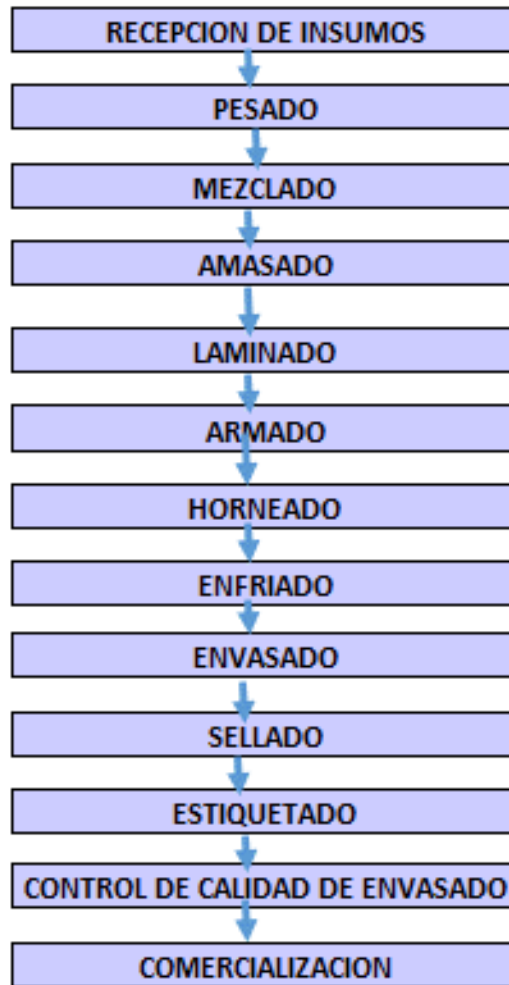 RECEPCION DE INSUMOS
PESADO
MEZCLADO
AMASADO
LAMINADO
ARMADO
HORNEADO
ENFRIADO
ENVASADO
SELLADO
ESTIQUETADO
CONTROL DE CALIDAD DE ENVASADO
COMERCIALIZACION